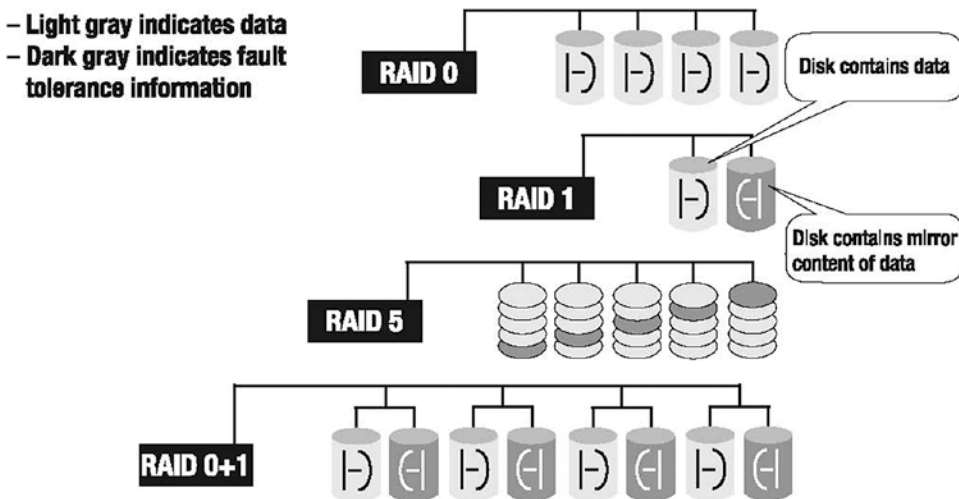 – Light gray indicates data
– Dark gray indicates fault
tolerance information
RAID 0
Disk contains data
RAID 1
Disk contains mirror
content of data
RAID 5
RAID 0+1